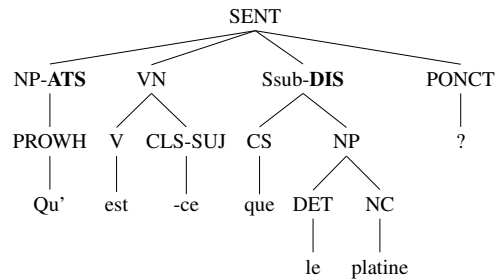 SENT
NP-ATS VN Ssub-DIS PONCT
PROWH V CLS-SUJ CS NP ?
Qu' est -ce que DET NC
le platine